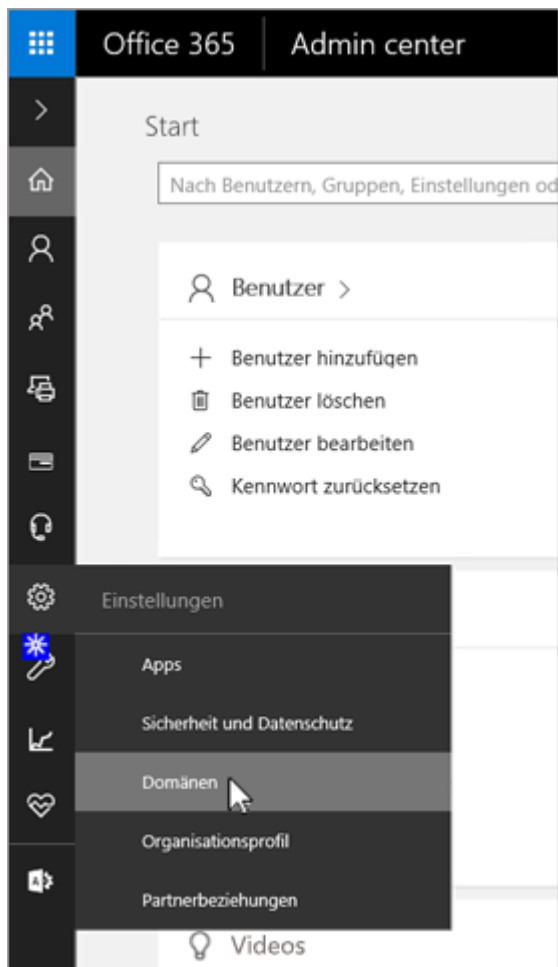 Office 365 Admin center
Start
Nach Benutzern, Gruppen, Einstellungen od
Benutzer >
Benutzer hinzufügen
Benutzer löschen
Benutzer bearbeiten
Kennwort zurücksetzen
Einstellungen
Apps
Sicherheit und Datenschutz
Domänen
Organisationsprofil
Partnerbeziehungen
Videos